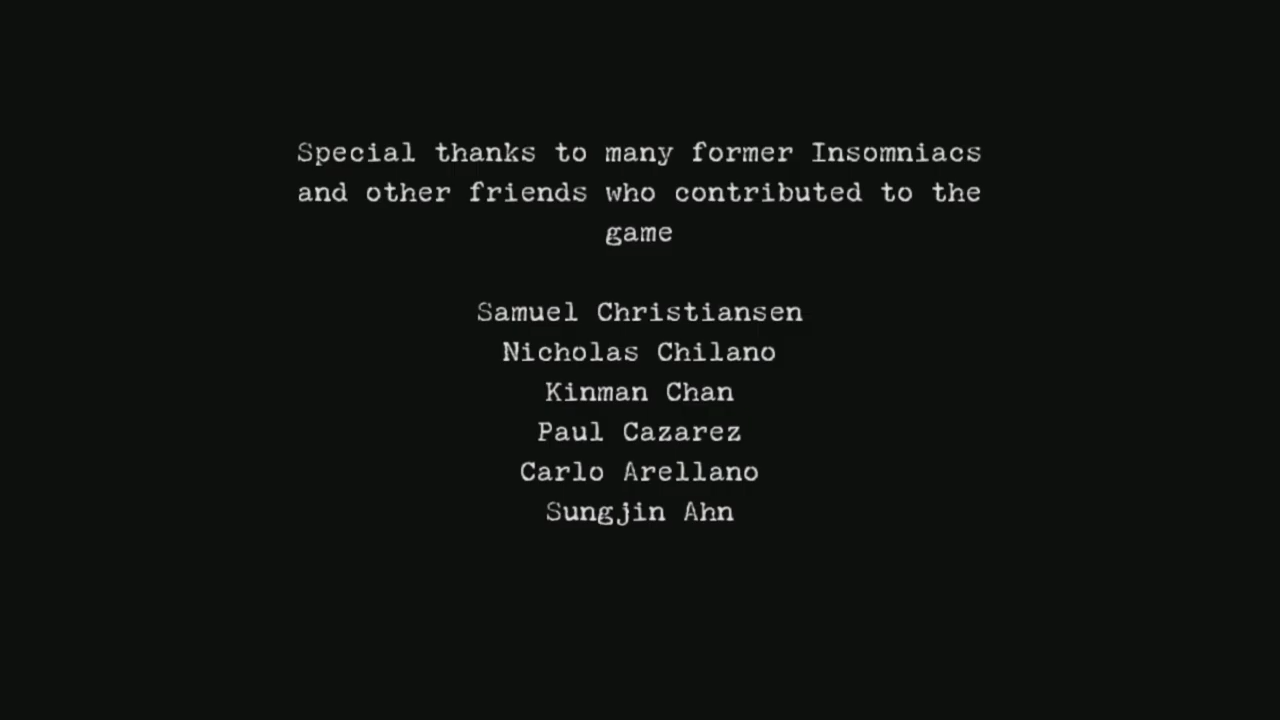 Special thanks to many former Insomniacs
and other friends who contributed to the
game
Samuel Christiansen
Nicholas Chilano
Kinman Chan
Paul Cazarez
Carlo Arellano
Sungjin Ahn